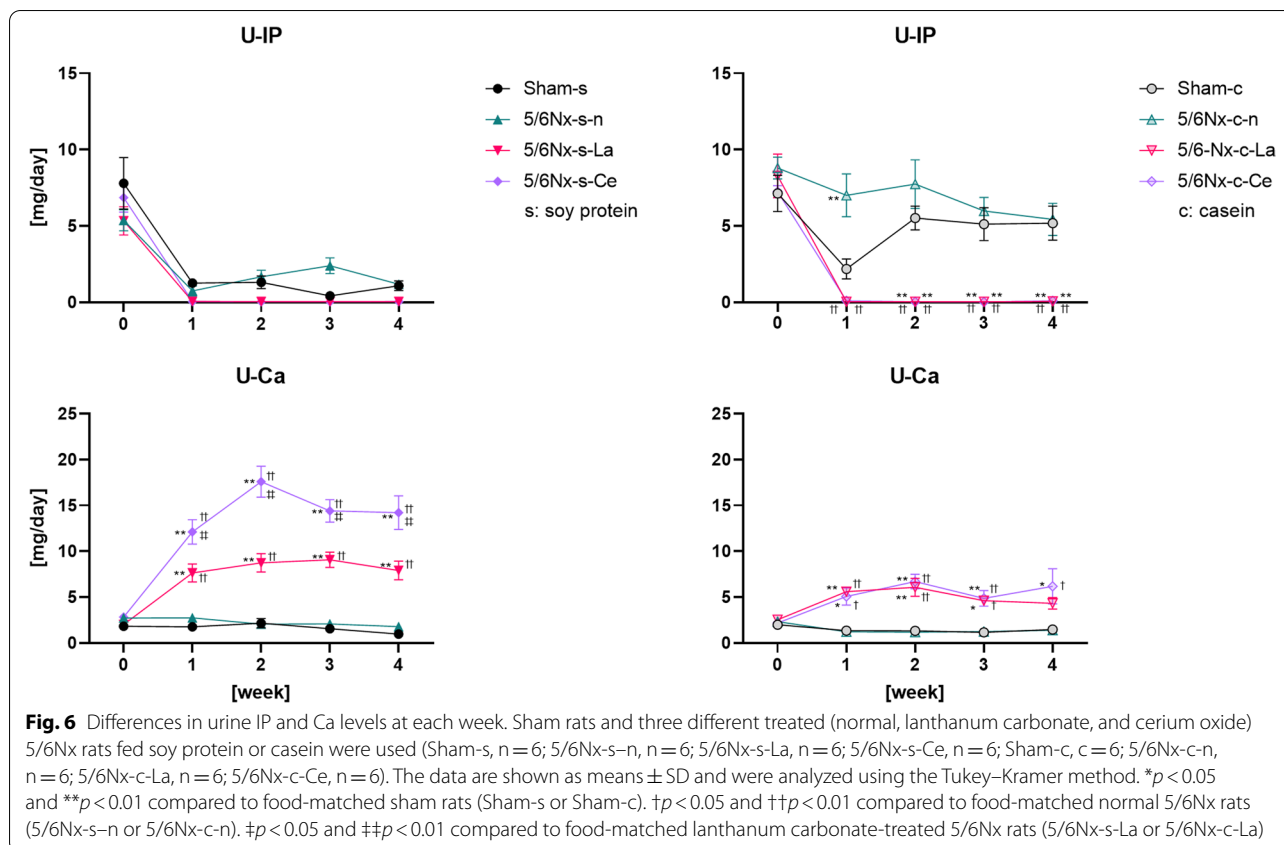 U-IP
15
10
5
0
[mg/day]
0 1 2 3 4
Sham-s
5/6Nx-s-n
5/6Nx-s-La
5/6Nx-s-Ce
s: soy protein
U-IP
15
10
5
0
**
** ** ** ** ** **
†† †† †† †† †† †† †† ††
0 1 2 3 4
Sham-c
5/6Nx-c-n
5/6-Nx-c-La
5/6Nx-c-Ce
c: casein
U-Ca
25
20
15
10
5
0
[mg/day]
** †† ‡
** †† ‡‡
** †† ‡‡
** †† ‡‡
** ††
** ††
** ††
** ††
0 1 2 3 4
[week]
U-Ca
25
20
15
10
5
0
** ††
* †
** ††
** ††
** ††
* †
* †
0 1 2 3 4
[week]
Fig. 6 Differences in urine IP and Ca levels at each week. Sham rats and three different treated (normal, lanthanum carbonate, and cerium oxide)
5/6Nx rats fed soy protein or casein were used (Sham-s, n = 6; 5/6Nx-s–n, n = 6; 5/6Nx-s-La, n = 6; 5/6Nx-s-Ce, n = 6; Sham-c, c = 6; 5/6Nx-c-n,
n = 6; 5/6Nx-c-La, n = 6; 5/6Nx-c-Ce, n = 6). The data are shown as means ± SD and were analyzed using the Tukey–Kramer method. *p < 0.05
and **p < 0.01 compared to food-matched sham rats (Sham-s or Sham-c). †p < 0.05 and ††p < 0.01 compared to food-matched normal 5/6Nx rats
(5/6Nx-s–n or 5/6Nx-c-n). ‡p < 0.05 and ‡‡p < 0.01 compared to food-matched lanthanum carbonate-treated 5/6Nx rats (5/6Nx-s-La or 5/6Nx-c-La)